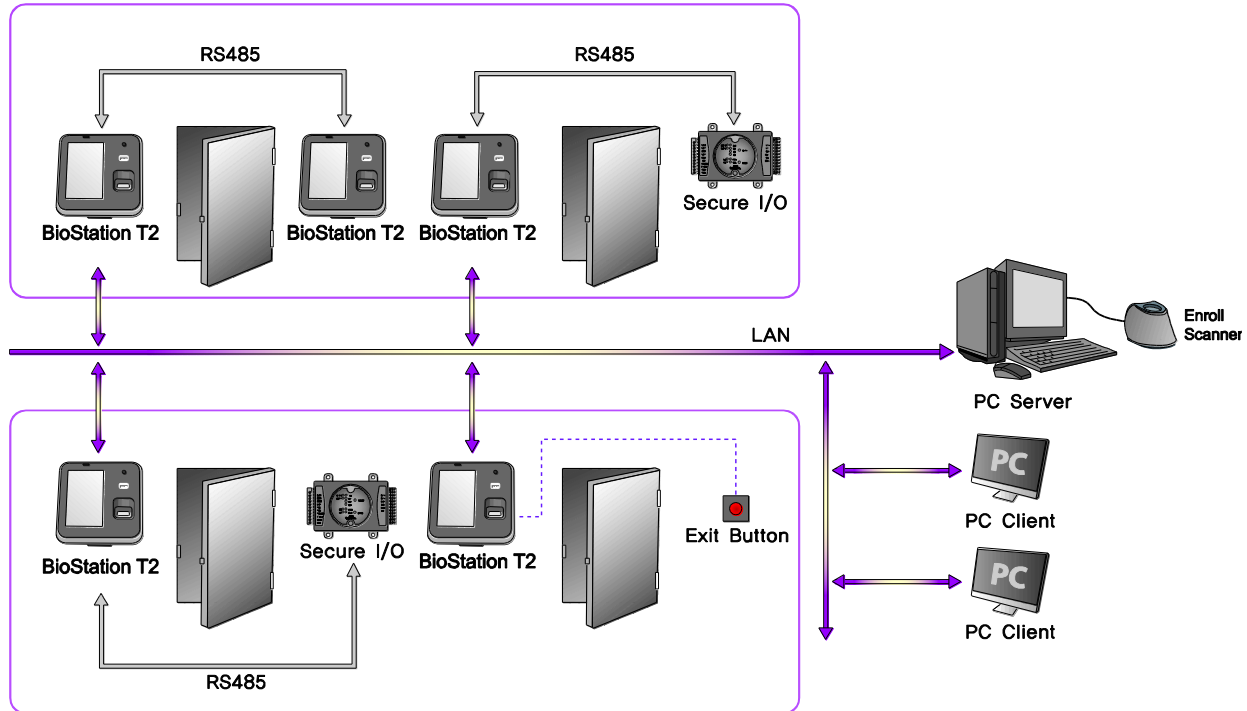 RS485
RS485
Secure I/O
BioStation T2
BioStation T2
BioStation T2
LAN
Enroll
Scanner
PC Server
PC
PC Client
Secure I/O
Exit Button
BioStation T2
BioStation T2
PC
PC Client
RS485